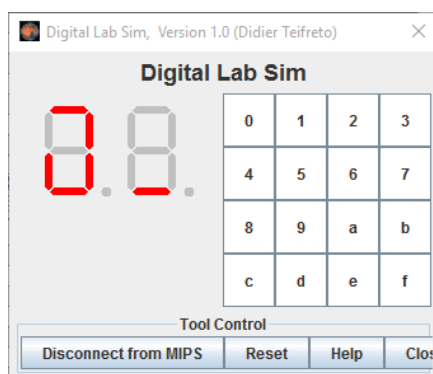 Digital Lab Sim, Version 1.0 (Didier Teifreto)
Digital Lab Sim
0 1 2 3
4 5 6 7
8 9 a b
c d e f
Tool Control
Disconnect from MIPS Reset Help Clos